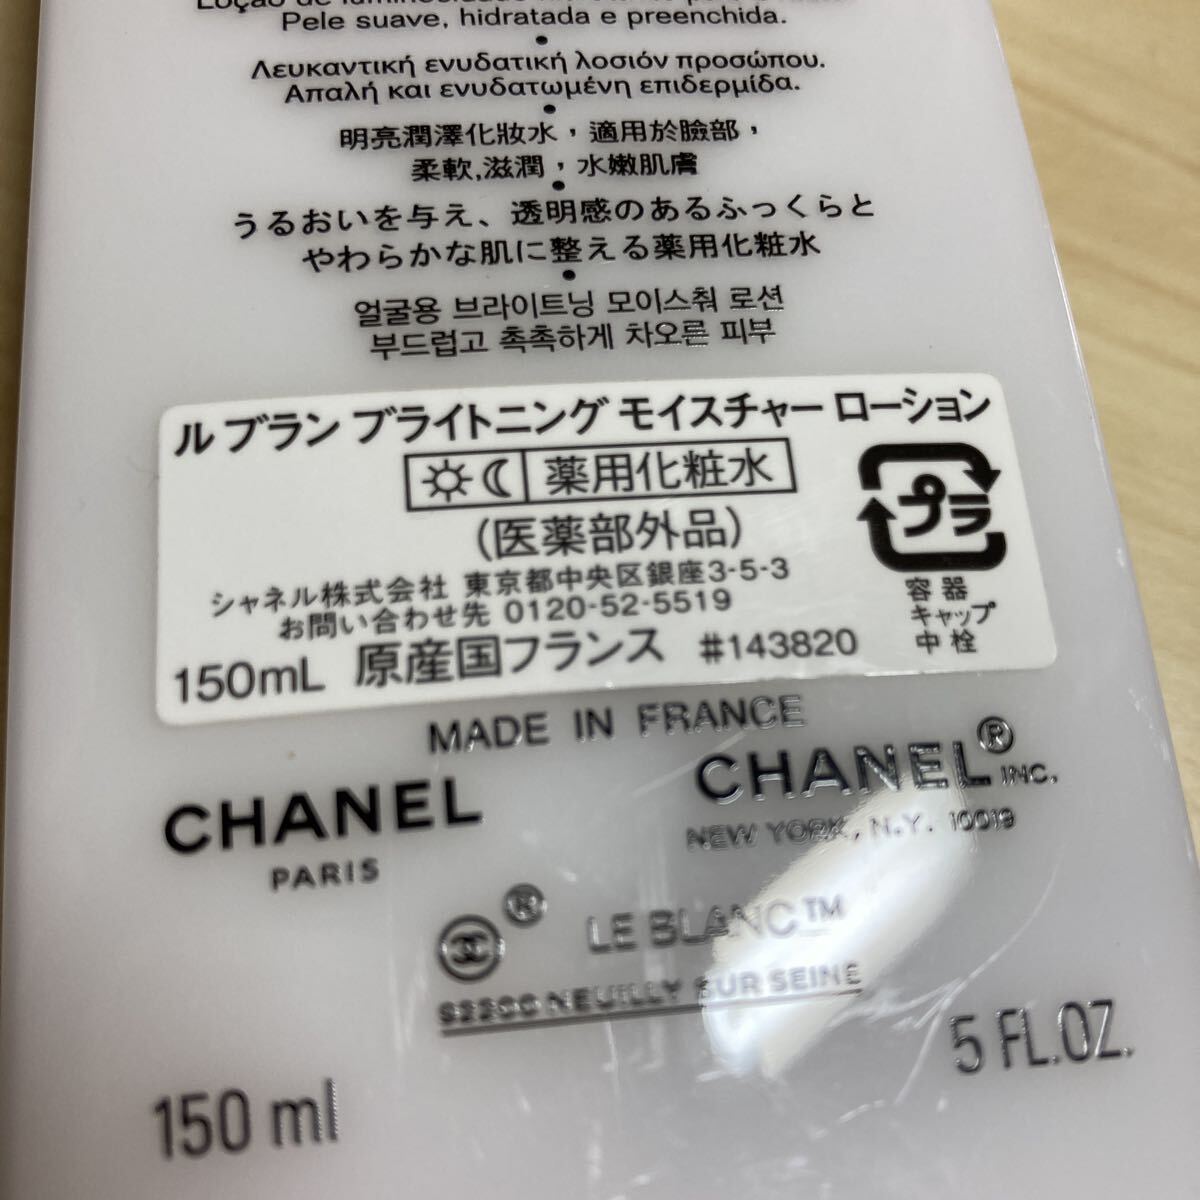 Loção de luminosidade hidratante para o rosto.
Pele suave, hidratada e preenchida.
•
Λευκαντική ενυδατική λοσιόν προσώπου.
Απαλή και ενυδατωμένη επιδερμίδα.
•
明亮潤澤化妝水，適用於臉部，
柔軟,滋潤，水嫩肌膚
•
うるおいを与え、透明感のあるふっくらと
やわらかな肌に整える薬用化粧水
•
얼굴용 브라이트닝 모이스춰 로션
부드럽고 촉촉하게 차오른 피부
ル ブラン ブライトニング モイスチャー ローション
薬用化粧水
(医薬部外品)
シャネル株式会社 東京都中央区銀座3-5-3
お問い合わせ先 0120-52-5519
150mL 原産国フランス #143820
プラ
容器
キャップ
中栓
MADE IN FRANCE
CHANEL
PARIS
CHANEL® INC.
NEW YORK, N.Y. 10019
® LE BLANC™
92200 NEUILLY SUR SEINE
150 ml
5 FL.OZ.